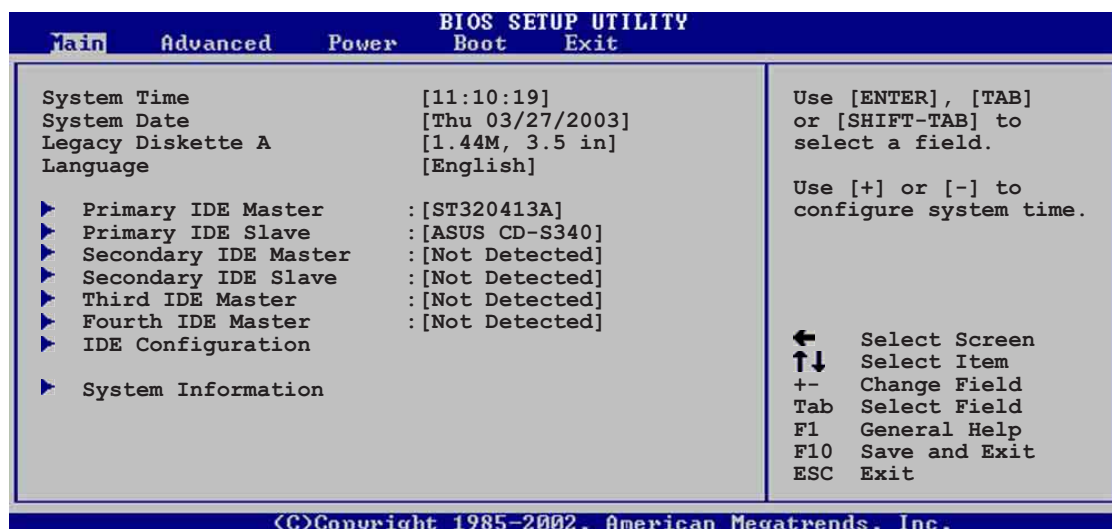 BIOS SETUP UTILITY
Main Advanced Power Boot Exit
System Time [11:10:19]
System Date [Thu 03/27/2003]
Legacy Diskette A [1.44M, 3.5 in]
Language [English]
Primary IDE Master :[ST320413A]
Primary IDE Slave :[ASUS CD-S340]
Secondary IDE Master :[Not Detected]
Secondary IDE Slave :[Not Detected]
Third IDE Master :[Not Detected]
Fourth IDE Master :[Not Detected]
IDE Configuration
System Information
Use [ENTER], [TAB]
or [SHIFT-TAB] to
select a field.
Use [+] or [-] to
configure system time.
← Select Screen
↑↓ Select Item
+- Change Field
Tab Select Field
F1 General Help
F10 Save and Exit
ESC Exit
(C)Copyright 1985-2002, American Megatrends, Inc.